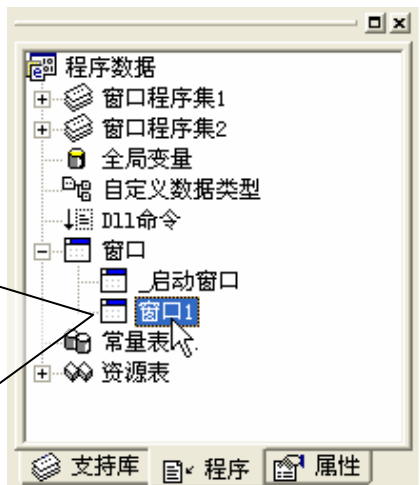 程序数据
窗口程序集1
窗口程序集2
全局变量
自定义数据类型
Dll命令
窗口
_启动窗口
窗口1
常量表...
资源表
支持库 程序 属性